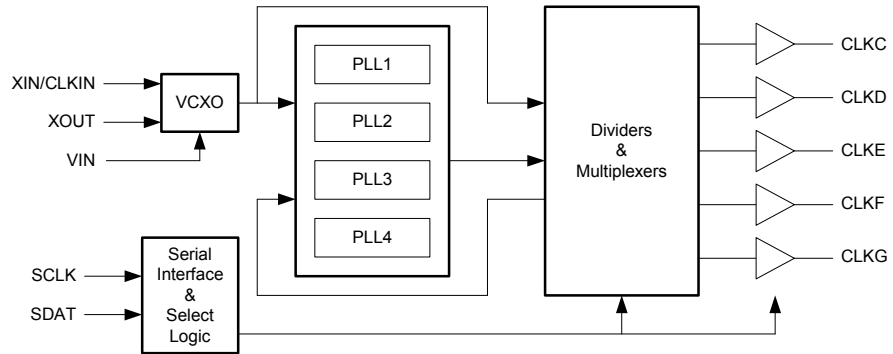 XIN/CLKIN
XOUT
VIN
VCXO
PLL1
PLL2
PLL3
PLL4
Dividers
&
Multiplexers
CLKC
CLKD
CLKE
CLKF
CLKG
SCLK
SDAT
Serial
Interface
&
Select
Logic